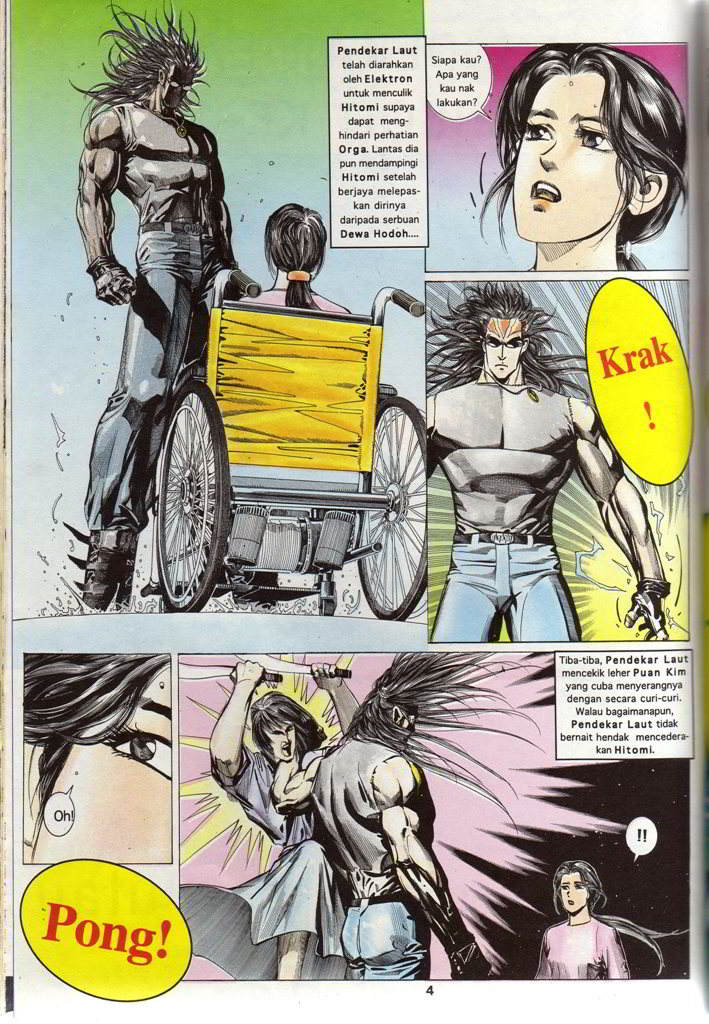 Pendekar Laut
telah diarahkan
oleh Elektron
untuk menculik
Hitomi supaya
dapat meng-
hindari perhatian
Orga. Lantas dia
pun mendampingi
Hitomi setelah
berjaya melepas-
kan dirinya
daripada serbuan
Dewa Hodoh....
Siapa kau?
Apa yang
kau nak
lakukan?
Krak
!
Oh!
Pong!
Tiba-tiba, Pendekar Laut
mencekik leher Puan Kim
yang cuba menyerangnya
dengan secara curi-curi.
Walau bagaimanapun,
Pendekar Laut tidak
bernait hendak mencedera-
kan Hitomi.
!!
4